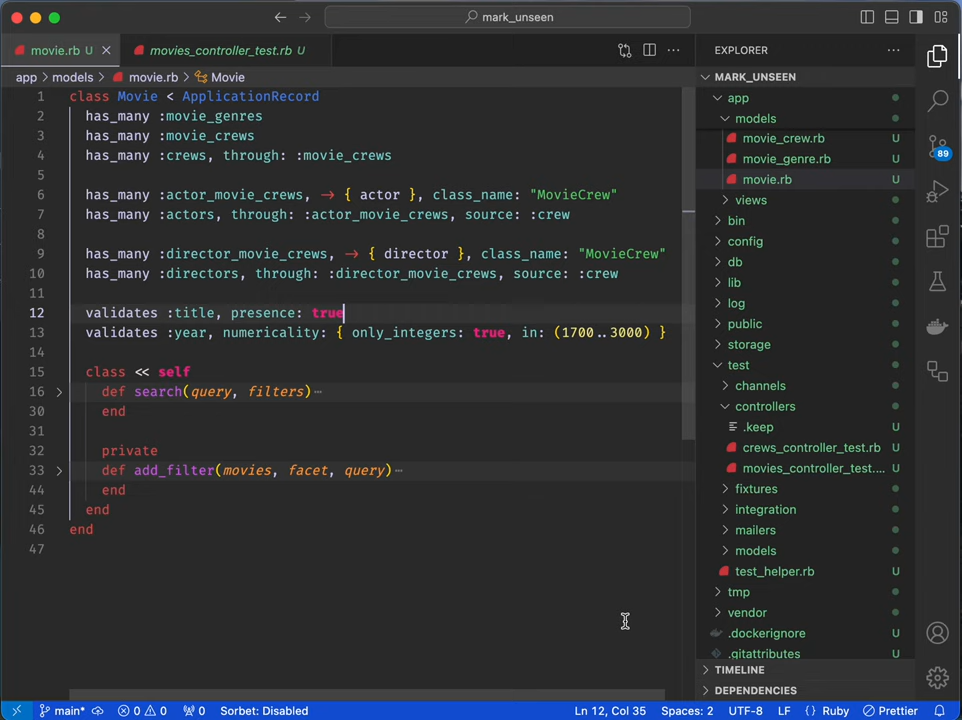 mark_unseen
movie.rb U
movies_controller_test.rb U
EXPLORER
app > models > movie.rb > Movie
MARK_UNSEEN
1 class Movie < ApplicationRecord
2 has_many :movie_genres
3 has_many :movie_crews
4 has_many :crews, through: :movie_crews
5
6 has_many :actor_movie_crews, -> { actor }, class_name: "MovieCrew"
7 has_many :actors, through: :actor_movie_crews, source: :crew
8
9 has_many :director_movie_crews, -> { director }, class_name: "MovieCrew"
10 has_many :directors, through: :director_movie_crews, source: :crew
11
12 validates :title, presence: true
13 validates :year, numericality: { only_integers: true, in: (1700..3000) }
14
15 class << self
16 def search(query, filters)⋯
30 end
31
32 private
33 def add_filter(movies, facet, query)⋯
44 end
45 end
46 end
47
app
models
movie_crew.rb U
movie_genre.rb U
movie.rb U
views
bin
config
db
lib
log
public
storage
test
channels
controllers
.keep U
crews_controller_test.rb U
movies_controller_test.... U
fixtures
integration
mailers
models
test_helper.rb U
tmp
vendor
.dockerignore U
.gitattributes U
TIMELINE
DEPENDENCIES
89
main* 0 0 0 Sorbet: Disabled Ln 12, Col 35 Spaces: 2 UTF-8 LF { } Ruby Prettier